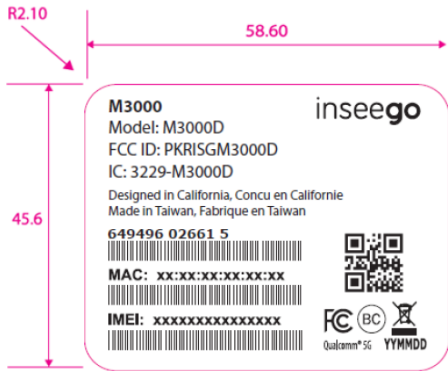 R2.10
58.60
45.6
M3000
inseego
Model: M3000D
FCC ID: PKRISGM3000D
IC: 3229-M3000D
Designed in California, Concu en Californie
Made in Taiwan, Fabrique en Taiwan
649496 02661 5
MAC: xx:xx:xx:xx:xx:xx
IMEI: xxxxxxxxxxxxxxx
FC BC
Qualcomm® 5G YYMMDD